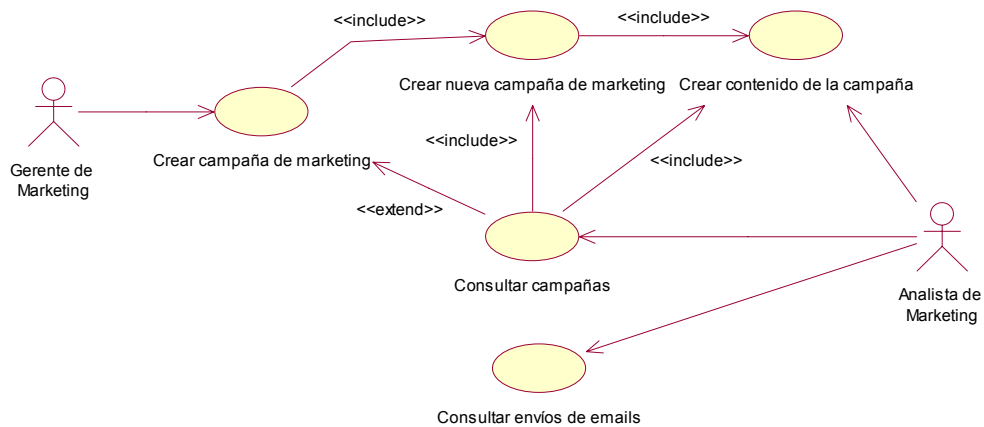 <<include>>
<<include>>
Crear nueva campaña de marketing
Crear contenido de la campaña
<<include>>
Crear campaña de marketing
<<include>>
Gerente de
Marketing
<<extend>>
Consultar campañas
Analista de
Marketing
Consultar envíos de emails